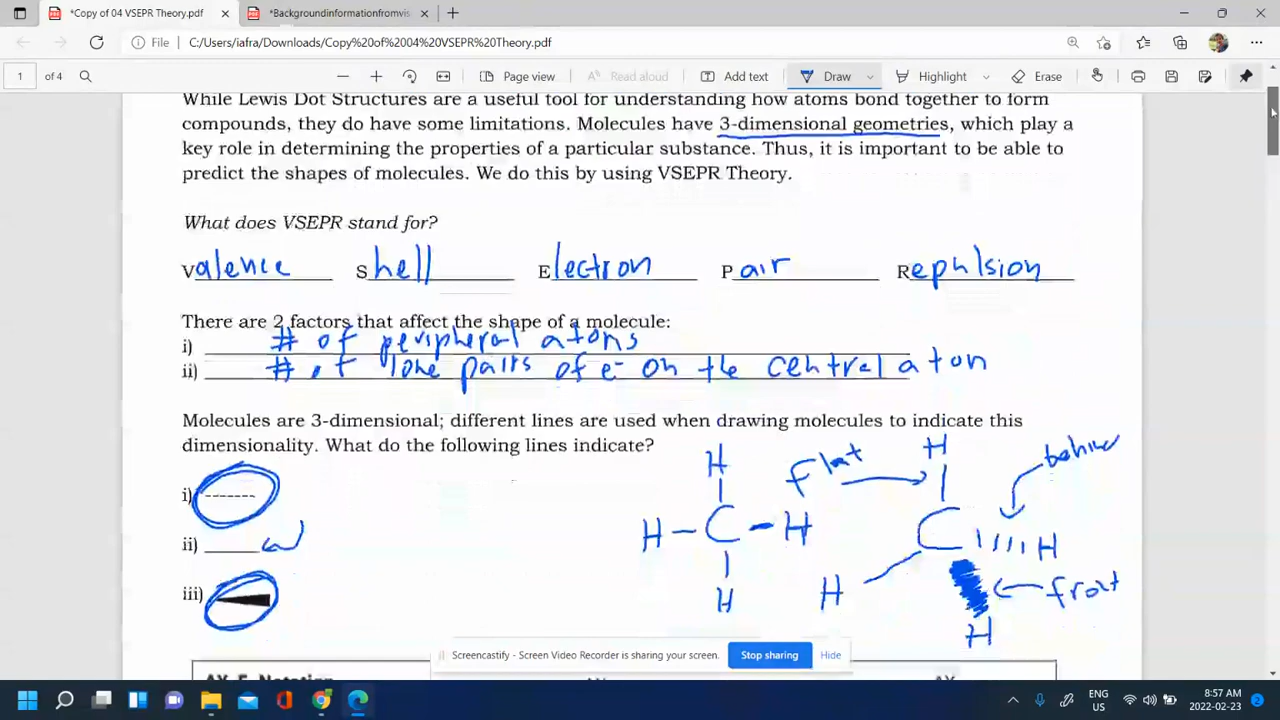 *Copy of 04 VSEPR Theory.pdf
*Backgroundinformationfromvis
File
C:/Users/iafra/Downloads/Copy%20of%2004%20VSEPR%20Theory.pdf
1 of 4
Page view
Read aloud
Add text
Draw
Highlight
Erase
While Lewis Dot Structures are a useful tool for understanding how atoms bond together to form
compounds, they do have some limitations. Molecules have 3-dimensional geometries, which play a
key role in determining the properties of a particular substance. Thus, it is important to be able to
predict the shapes of molecules. We do this by using VSEPR Theory.
What does VSEPR stand for?
Valence Shell Electron Pair Repulsion
There are 2 factors that affect the shape of a molecule:
i) # of peripheral atoms
ii) # of lone pairs of e- on the central atom
Molecules are 3-dimensional; different lines are used when drawing molecules to indicate this
dimensionality. What do the following lines indicate?
H
flat
H
behind
i)
H
C
H
C
H
ii)
H
front
iii)
H
H
Screencastify - Screen Video Recorder is sharing your screen.
Stop sharing
Hide
ENG
US
8:57 AM
2022-02-23
2